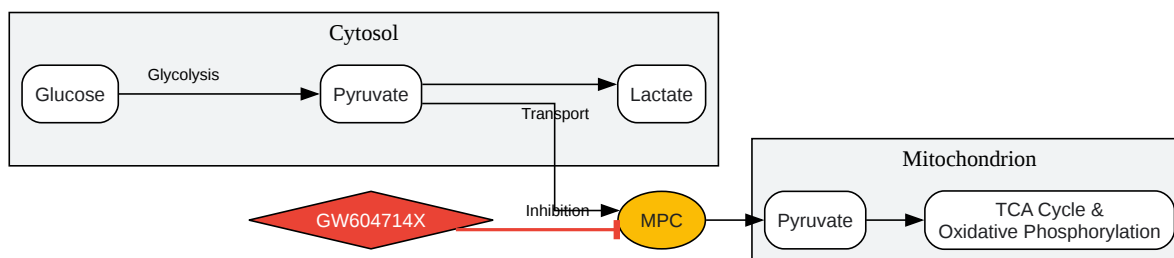 Cytosol
Glycolysis
Glucose
Pyruvate
Lactate
Transport
Mitochondrion
GW604714X
Inhibition
MPC
Pyruvate
TCA Cycle &
Oxidative Phosphorylation